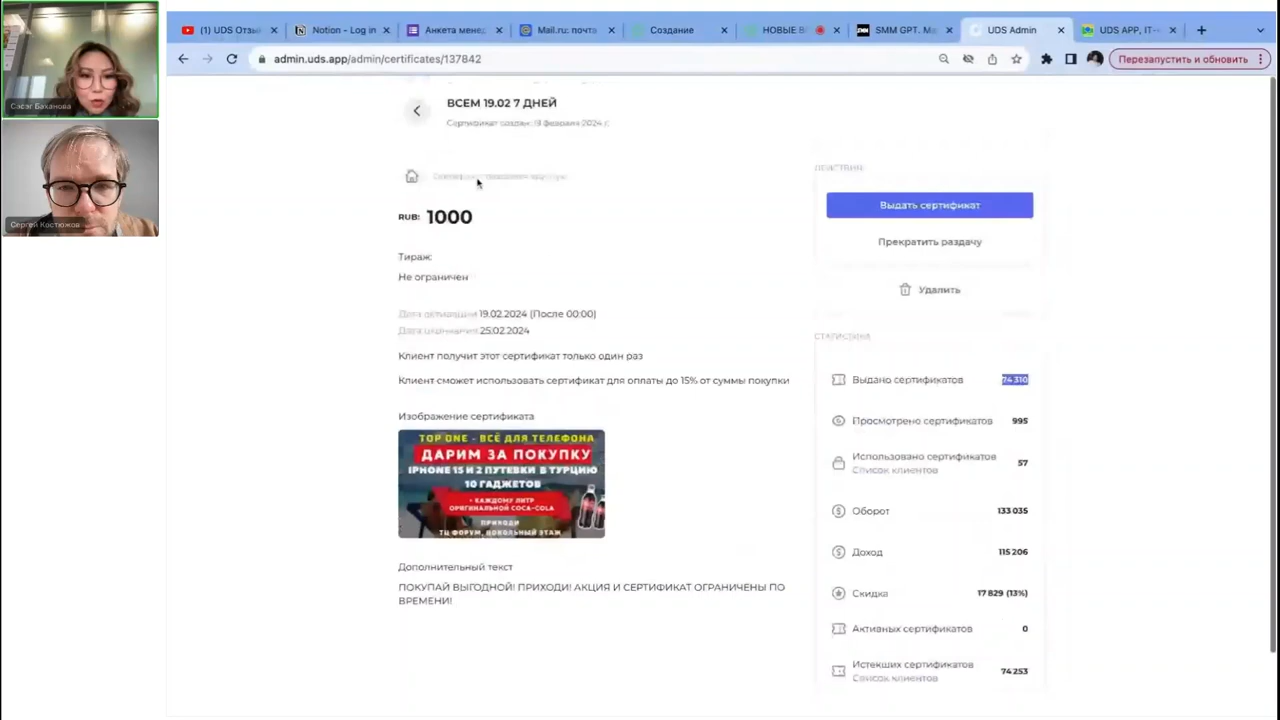 (1) UDS Отзы
Notion – Log in
Анкета мене
Mail.ru: почта
Создание
НОВЫЕ В
SMM GPT. М
UDS Admin
UDS APP, IT-
admin.uds.app/admin/certificates/137842
Перезапустить и обновить
Сэсэг Баханова
Сергей Костюжов
ВСЕМ 19.02 7 ДНЕЙ
Сертификат создан: февраля 2024 г.
ДЕЙСТВИЯ:
RUB: 1000
Выдать сертификат
Прекратить раздачу
Удалить
Тираж:
Не ограничен
Дата активации 19.02.2024 (После 00:00)
Дата окончания 25.02.2024
Клиент получит этот сертификат только один раз
Клиент сможет использовать сертификат для оплаты до 15% от суммы покупки
Изображение сертификата
TOP ONE - ВСЁ ДЛЯ ТЕЛЕФОНА
ДАРИМ ЗА ПОКУПКУ
IPHONE 15 И 2 ПУТЕВКИ В ТУРЦИЮ
10 ГАДЖЕТОВ
+ КАЖДОМУ ЛИТР
ОРИГИНАЛЬНОЙ COCA-COLA
ПРИХОДИ
ТЦ ФОРУМ, ЦОКОЛЬНЫЙ ЭТАЖ
Дополнительный текст
ПОКУПАЙ ВЫГОДНОЙ! ПРИХОДИ! АКЦИЯ И СЕРТИФИКАТ ОГРАНИЧЕНЫ ПО
ВРЕМЕНИ!
СТАТИСТИКА
Выдано сертификатов 74 310
Просмотрено сертификатов 995
Использовано сертификатов 57
Список клиентов
Оборот 133 035
Доход 115 206
Скидка 17 829 (13%)
Активных сертификатов 0
Истекших сертификатов 74 253
Список клиентов